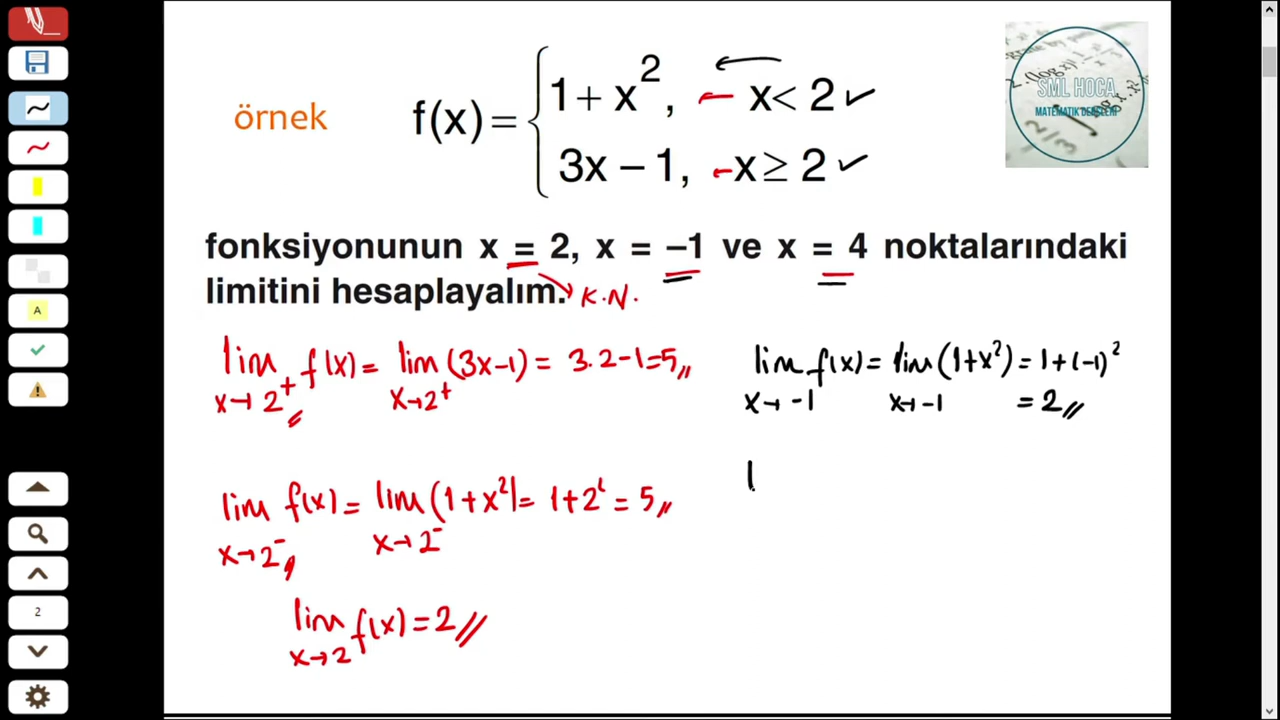 örnek f(x) = { 1 + x², ← x < 2 ✓
3x − 1, ← x ≥ 2 ✓
SML HOCA
MATEMATİK DERSLERİ
fonksiyonunun x = 2, x = −1 ve x = 4 noktalarındaki
limitini hesaplayalım. K.N.
lim f(x) = lim (3x-1) = 3.2-1=5//
x→2⁺ x→2⁺
lim f(x) = lim (1+x²) = 1+2² = 5//
x→2⁻ x→2⁻
lim f(x) = 2//
x→2
lim f(x) = lim (1+x²) = 1+(-1)²
x→-1 x→-1 = 2//
l
A
2